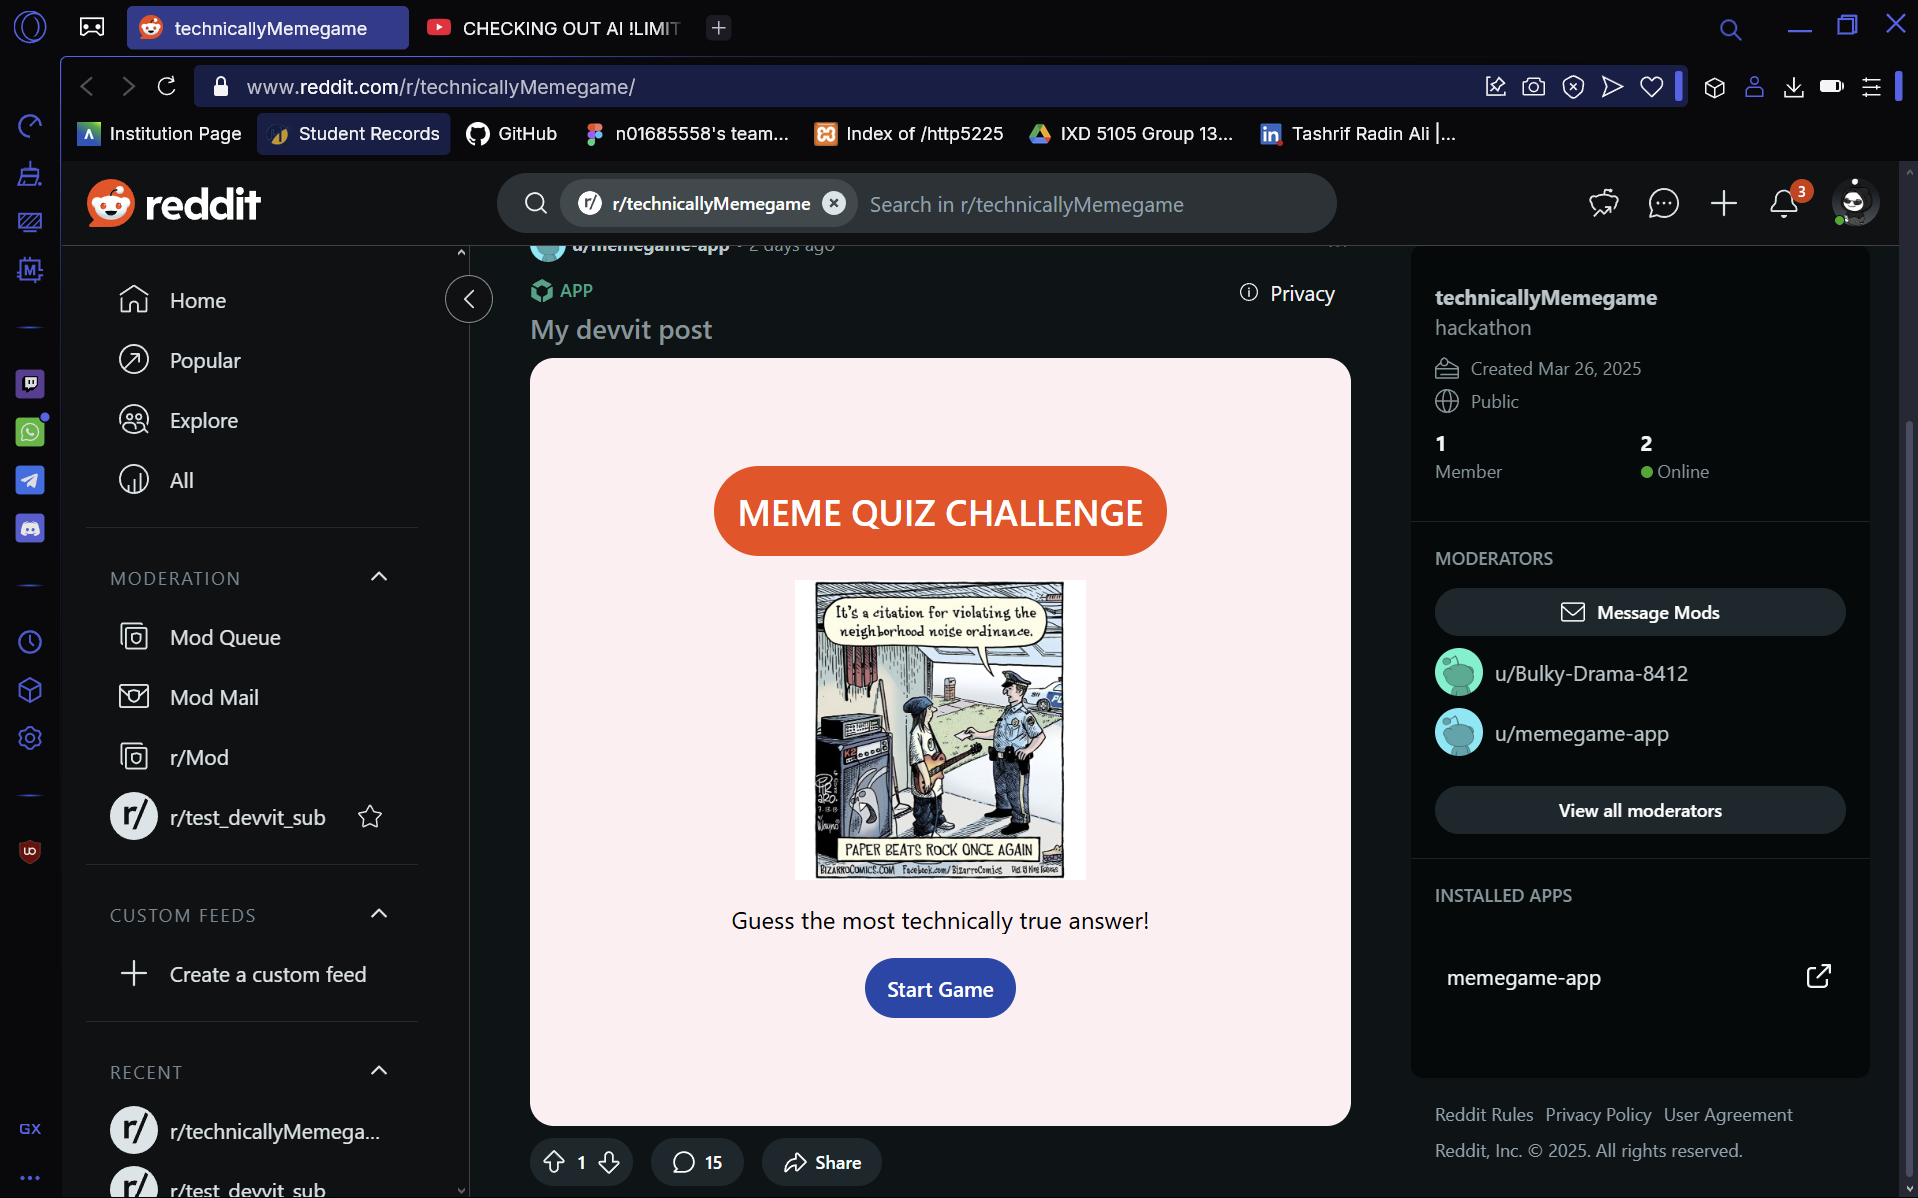 technicallyMemegame
CHECKING OUT AI !LIMIT
www.reddit.com/r/technicallyMemegame/
Institution Page
Student Records
GitHub
n01685558's team...
Index of /http5225
IXD 5105 Group 13...
Tashrif Radin Ali |...
reddit
r/technicallyMemegame
Search in r/technicallyMemegame
3
Home
Popular
Explore
All
MODERATION
Mod Queue
Mod Mail
r/Mod
r/ r/test_devvit_sub
CUSTOM FEEDS
Create a custom feed
RECENT
r/ r/technicallyMemega...
r/ r/test_devvit_sub
GX
u/memegame-app • 2 days ago
APP
Privacy
My devvit post
MEME QUIZ CHALLENGE
It's a citation for violating the
neighborhood noise ordinance.
K2
PAPER BEATS ROCK ONCE AGAIN
BIZARROCOMICS.COM Facebook.com/BizarroComics Dist. by King Features
Guess the most technically true answer!
Start Game
1
15
Share
technicallyMemegame
hackathon
Created Mar 26, 2025
Public
1
Member
2
Online
MODERATORS
Message Mods
u/Bulky-Drama-8412
u/memegame-app
View all moderators
INSTALLED APPS
memegame-app
Reddit Rules Privacy Policy User Agreement
Reddit, Inc. © 2025. All rights reserved.